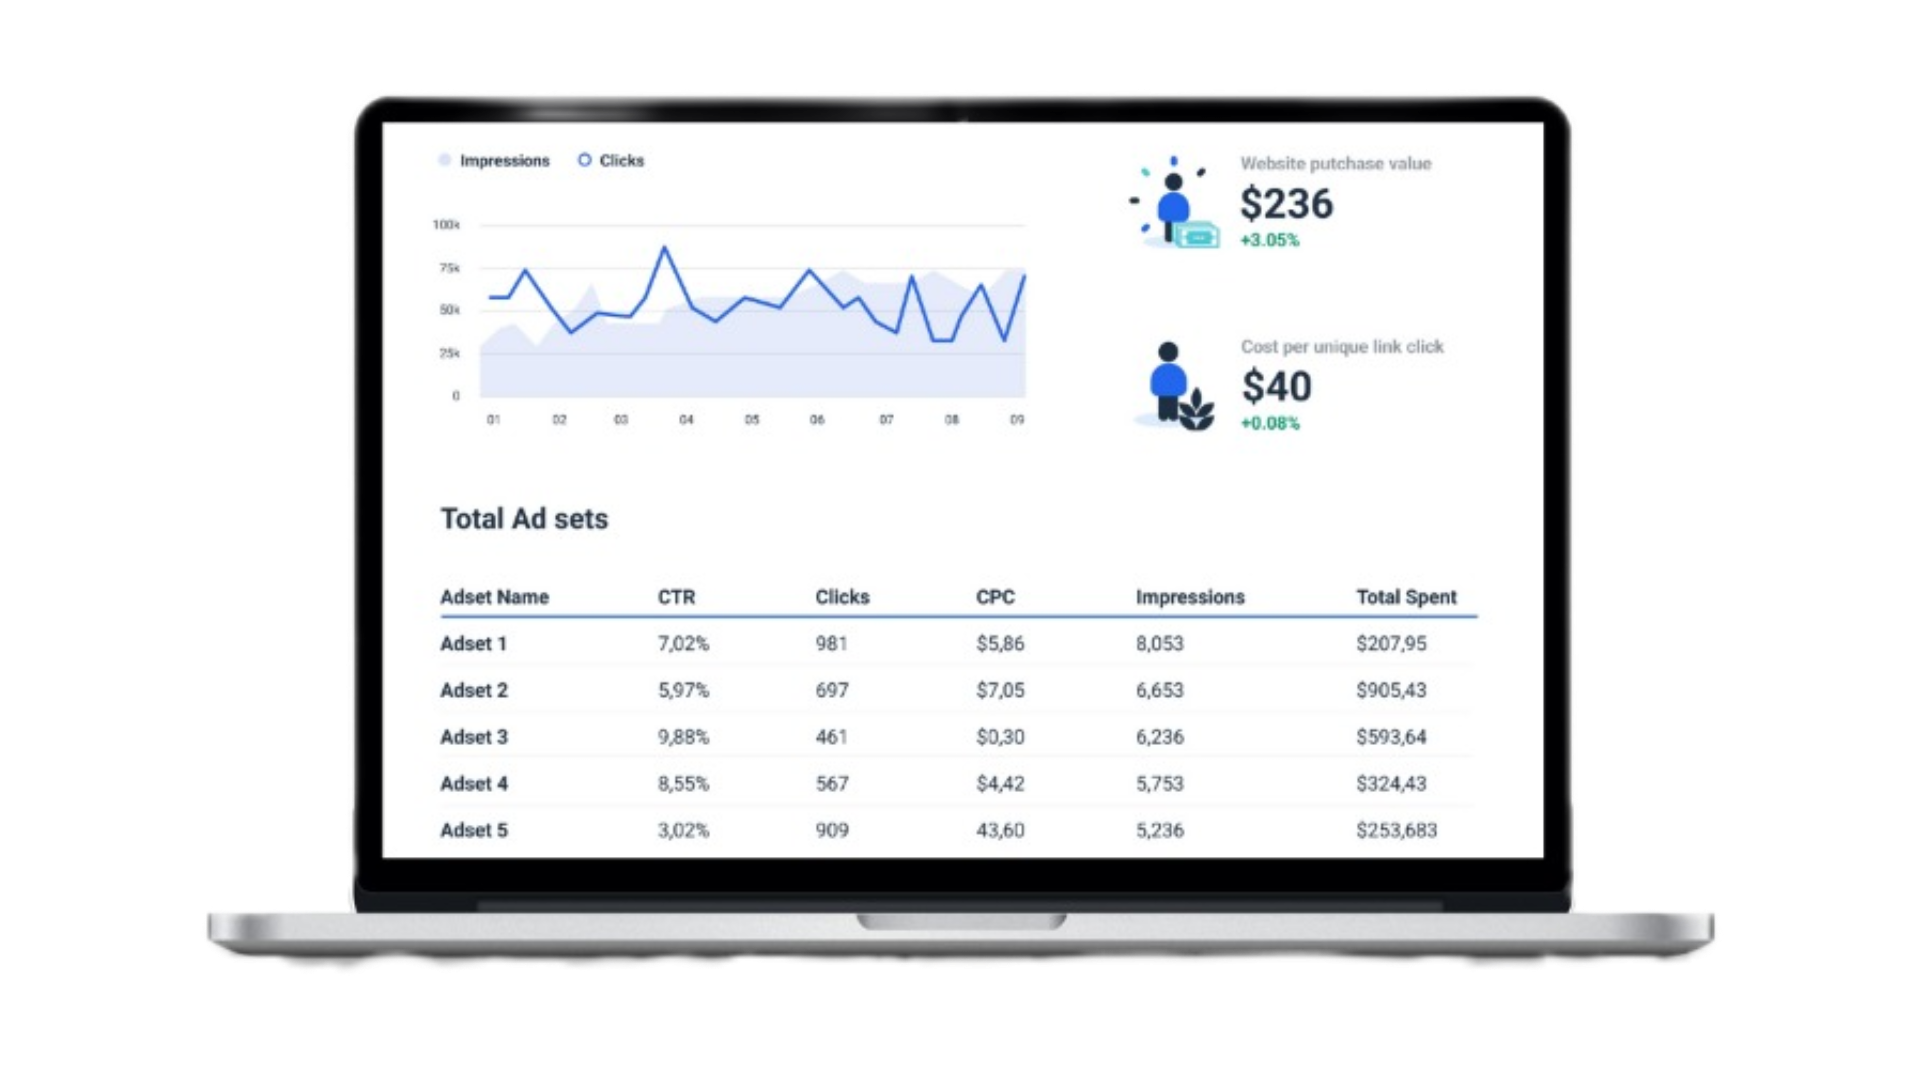 Impressions Clicks
100k
75k
50k
25k
0
01 02 03 04 05 06 07 08 09
Website putchase value
$236
+3.05%
Cost per unique link click
$40
+0.08%
Total Ad sets
Adset Name CTR Clicks CPC Impressions Total Spent
Adset 1 7,02% 981 $5,86 8,053 $207,95
Adset 2 5,97% 697 $7,05 6,653 $905,43
Adset 3 9,88% 461 $0,30 6,236 $593,64
Adset 4 8,55% 567 $4,42 5,753 $324,43
Adset 5 3,02% 909 43,60 5,236 $253,683